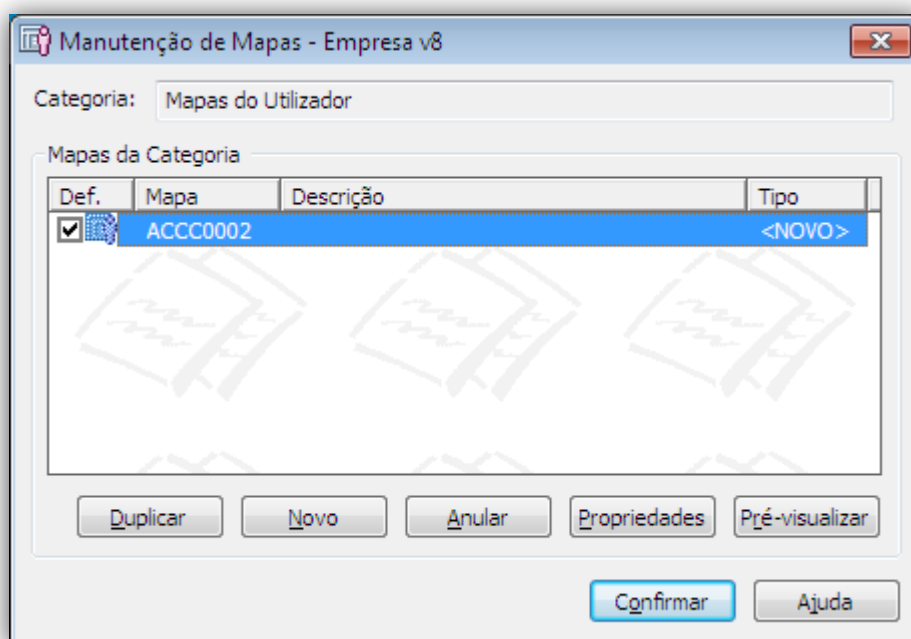 Manutenção de Mapas - Empresa v8
Categoria: Mapas do Utilizador
Mapas da Categoria
Def. Mapa Descrição Tipo
ACCC0002 <NOVO>
Duplicar Novo Anular Propriedades Pré-visualizar
Confirmar Ajuda